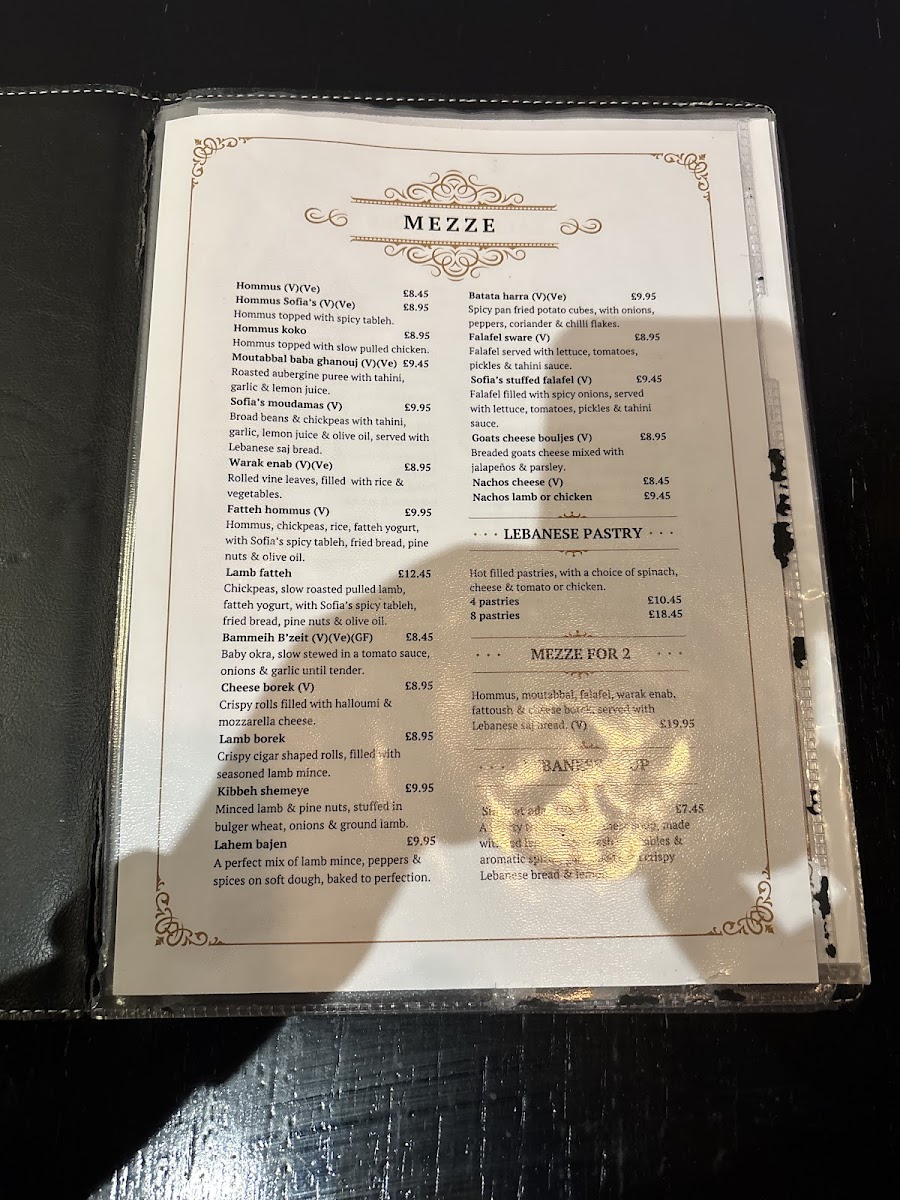 MEZZE
Hommus (V)(Ve) £8.45
Hommus Sofia's (V)(Ve) £8.95
Hommus topped with spicy tableh.
Hommus koko £8.95
Hommus topped with slow pulled chicken.
Moutabbal baba ghanouj (V)(Ve) £9.45
Roasted aubergine puree with tahini,
garlic & lemon juice.
Sofia's moudamas (V) £9.95
Broad beans & chickpeas with tahini,
garlic, lemon juice & olive oil, served with
Lebanese saj bread.
Warak enab (V)(Ve) £8.95
Rolled vine leaves, filled with rice &
vegetables.
Fatteh hommus (V) £9.95
Hommus, chickpeas, rice, fatteh yogurt,
with Sofia's spicy tableh, fried bread, pine
nuts & olive oil.
Lamb fatteh £12.45
Chickpeas, slow roasted pulled lamb,
fatteh yogurt, with Sofia's spicy tableh,
fried bread, pine nuts & olive oil.
Bammeih B'zeit (V)(Ve)(GF) £8.45
Baby okra, slow stewed in a tomato sauce,
onions & garlic until tender.
Cheese borek (V) £8.95
Crispy rolls filled with halloumi &
mozzarella cheese.
Lamb borek £8.95
Crispy cigar shaped rolls, filled with
seasoned lamb mince.
Kibbeh shemeye £9.95
Minced lamb & pine nuts, stuffed in
bulger wheat, onions & ground lamb.
Lahem bajen £9.95
A perfect mix of lamb mince, peppers &
spices on soft dough, baked to perfection.
Batata harra (V)(Ve) £9.95
Spicy pan fried potato cubes, with onions,
peppers, coriander & chilli flakes.
Falafel sware (V) £8.95
Falafel served with lettuce, tomatoes,
pickles & tahini sauce.
Sofia's stuffed falafel (V) £9.45
Falafel filled with spicy onions, served
with lettuce, tomatoes, pickles & tahini
sauce.
Goats cheese bouljes (V) £8.95
Breaded goats cheese mixed with
jalapeños & parsley.
Nachos cheese (V) £8.45
Nachos lamb or chicken £9.45
LEBANESE PASTRY
Hot filled pastries, with a choice of spinach,
cheese & tomato or chicken.
4 pastries £10.45
8 pastries £18.45
MEZZE FOR 2
Hommus, moutabbal, falafel, warak enab,
fattoush & cheese borek, served with
Lebanese saj bread. (V) £19.95
£7.45
A made
&
aromatic crispy
Lebanese bread &